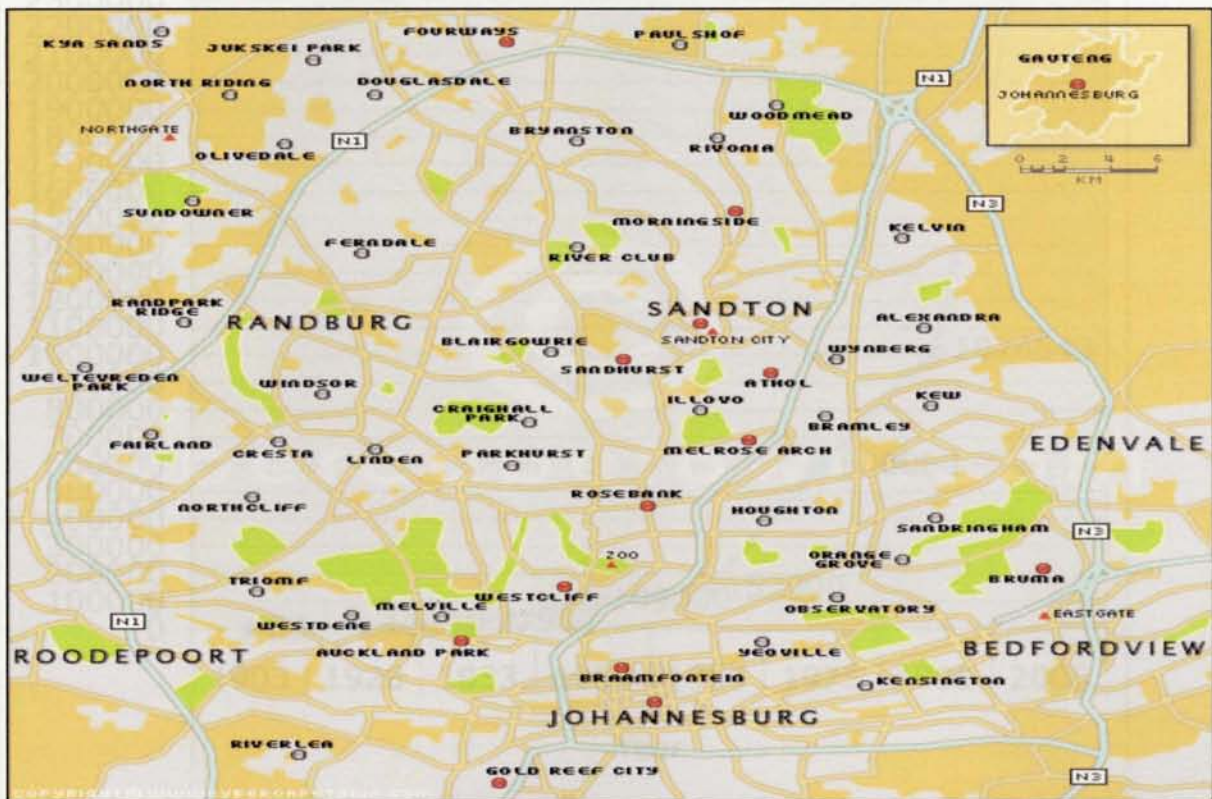 KYA SANDS
JUKSKEI PARK
FOURWAYS
PAULSHOF
GAUTENG
JOHANNESBURG
N1
NORTH RIDING
DOUGLASDALE
WOODMEAD
NORTHGATE
OLIVEDALE
N1
BRYANSTON
RIVONIA
0 2 4 6
KM
SUNDOWNER
MORNINGSIDE
N3
FERNDALE
RIVER CLUB
KELVIN
RANDPARK
RIDGE
RANDBURG
SANDTON
SANDTON CITY
ALEXANDRA
BLAIRGOWRIE
SANDHURST
WYNBERG
WELTEVREDEN
PARK
WINDSOR
ATHOL
CRAIGHALL
PARK
ILLOVO
KEW
BRAMLEY
FAIRLAND
CRESTA
LINDEN
PARKHURST
MELROSE ARCH
EDENVALE
NORTHCLIFF
ROSEBANK
HOUGHTON
SANDRINGHAM
N3
ZOO
ORANGE
GROVE
BRUMA
TRIOMF
WESTCLIFF
MELVILLE
OBSERVATORY
EASTGATE
N1
WESTDENE
ROODEPOORT
AUCKLAND PARK
YEOVILLE
BEDFORDVIEW
BRAAMFONTEIN
KENSINGTON
JOHANNESBURG
RIVERLEA
GOLD REEF CITY
N3